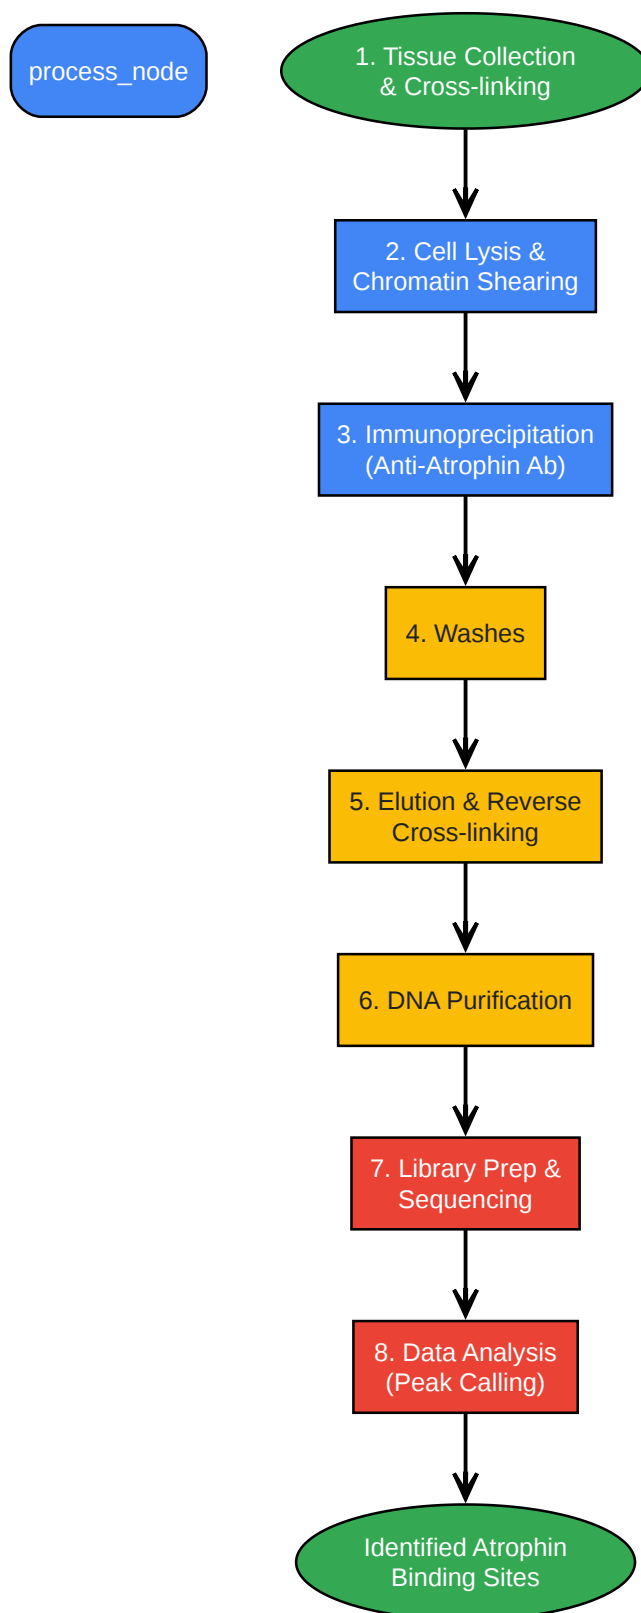 process_node
1. Tissue Collection
& Cross-linking
2. Cell Lysis &
Chromatin Shearing
3. Immunoprecipitation
(Anti-Atrophin Ab)
4. Washes
5. Elution & Reverse
Cross-linking
6. DNA Purification
7. Library Prep &
Sequencing
8. Data Analysis
(Peak Calling)
Identified Atrophin
Binding Sites